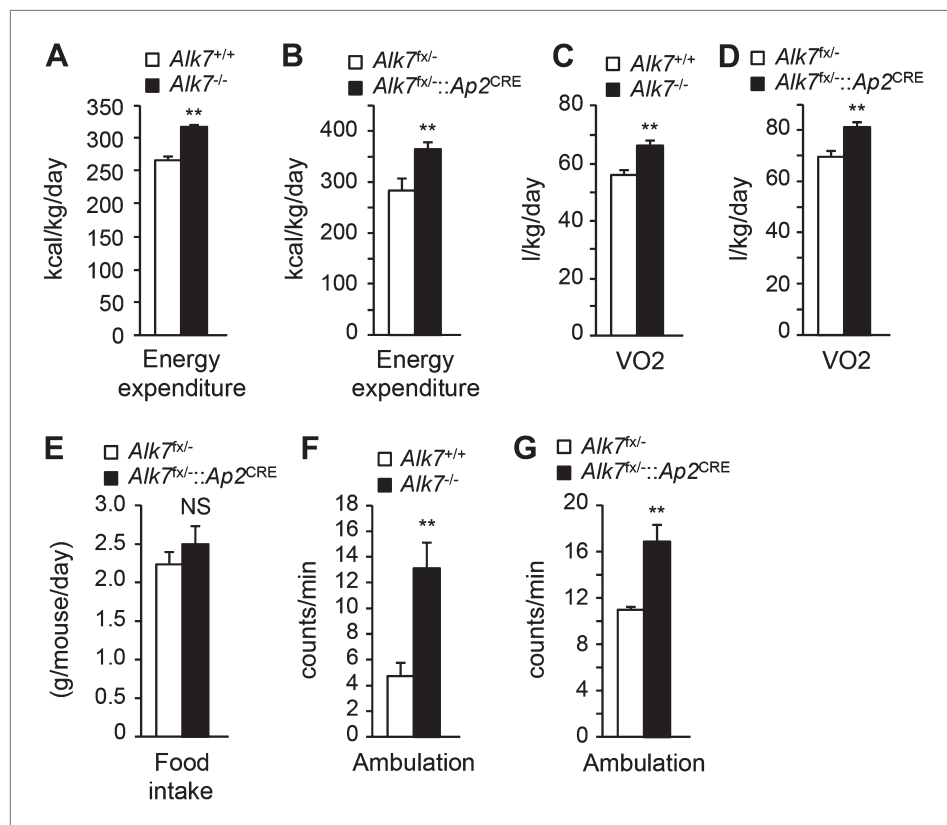 A
Alk7+/+
Alk7-/-
350
300
250
200
150
100
50
0
kcal/kg/day
**
Energy
expenditure
B
Alk7fx/-
Alk7fx/-::Ap2CRE
400
300
200
100
0
kcal/kg/day
**
Energy
expenditure
C
Alk7+/+
Alk7-/-
80
60
40
20
0
l/kg/day
**
VO2
D
Alk7fx/-
Alk7fx/-::Ap2CRE
80
60
40
20
0
l/kg/day
**
VO2
E
Alk7fx/-
Alk7fx/-::Ap2CRE
3.0
2.5
2.0
1.5
1.0
0.5
0
(g/mouse/day)
NS
Food
intake
F
Alk7+/+
Alk7-/-
18
16
14
12
10
8
6
4
2
0
counts/min
**
Ambulation
G
Alk7fx/-
Alk7fx/-::Ap2CRE
20
16
12
8
4
0
counts/min
**
Ambulation